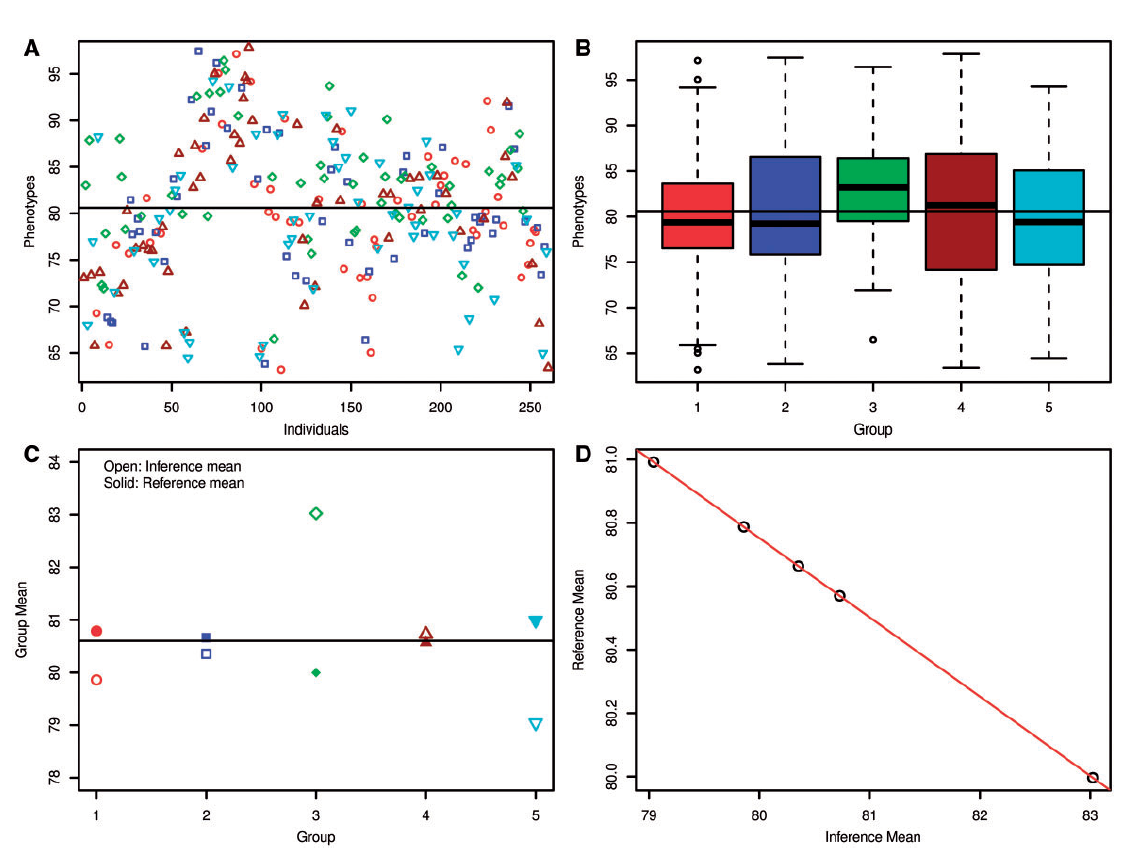 A
Phenotypes
95
90
85
80
75
70
65
0 50 100 150 200 250
Individuals
B
Phenotypes
95
90
85
80
75
70
65
1 2 3 4 5
Group
C
Open: Inference mean
Solid: Reference mean
Group Mean
84
83
82
81
80
79
78
1 2 3 4 5
Group
D
Reference Mean
81.0
80.8
80.6
80.4
80.2
80.0
79 80 81 82 83
Inference Mean